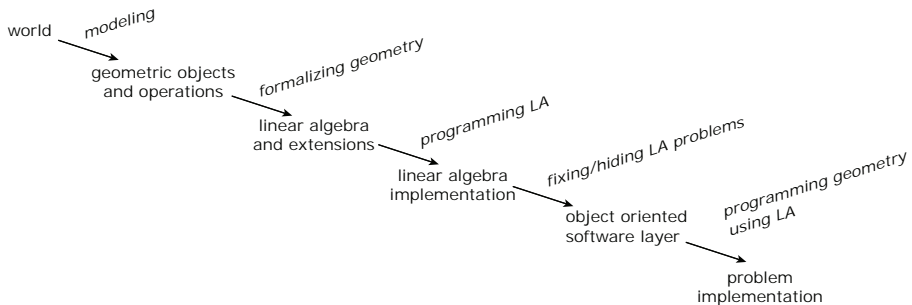 world
modeling
geometric objects
and operations
formalizing geometry
linear algebra
and extensions
programming LA
linear algebra
implementation
fixing/hiding LA problems
object oriented
software layer
programming geometry
using LA
problem
implementation